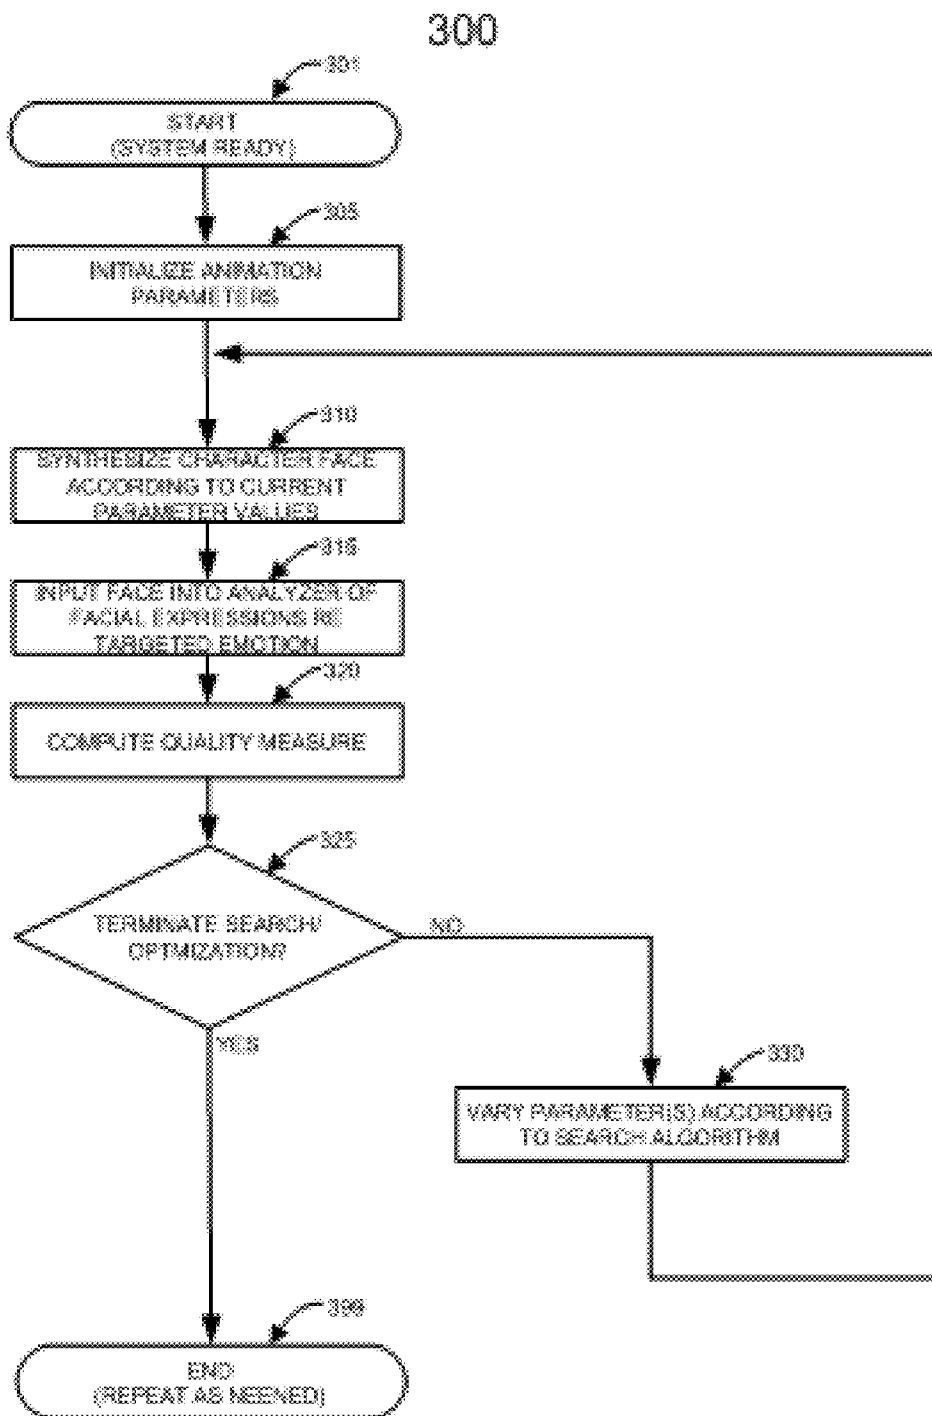 300
301
START
(SYSTEM READY)
305
INITIALIZE ANIMATION
PARAMETERS
310
SYNTHESIZE CHARACTER FACE
ACCORDING TO CURRENT
PARAMETER VALUES
315
INPUT FACE INTO ANALYZER OF
FACIAL EXPRESSIONS RE
TARGETED EMOTION
320
COMPUTE QUALITY MEASURE
325
TERMINATE SEARCH/
OPTMIZATION?
NO
YES
330
VARY PARAMETER(S) ACCORDING
TO SEARCH ALGORITHM
399
END
(REPEAT AS NEENED)